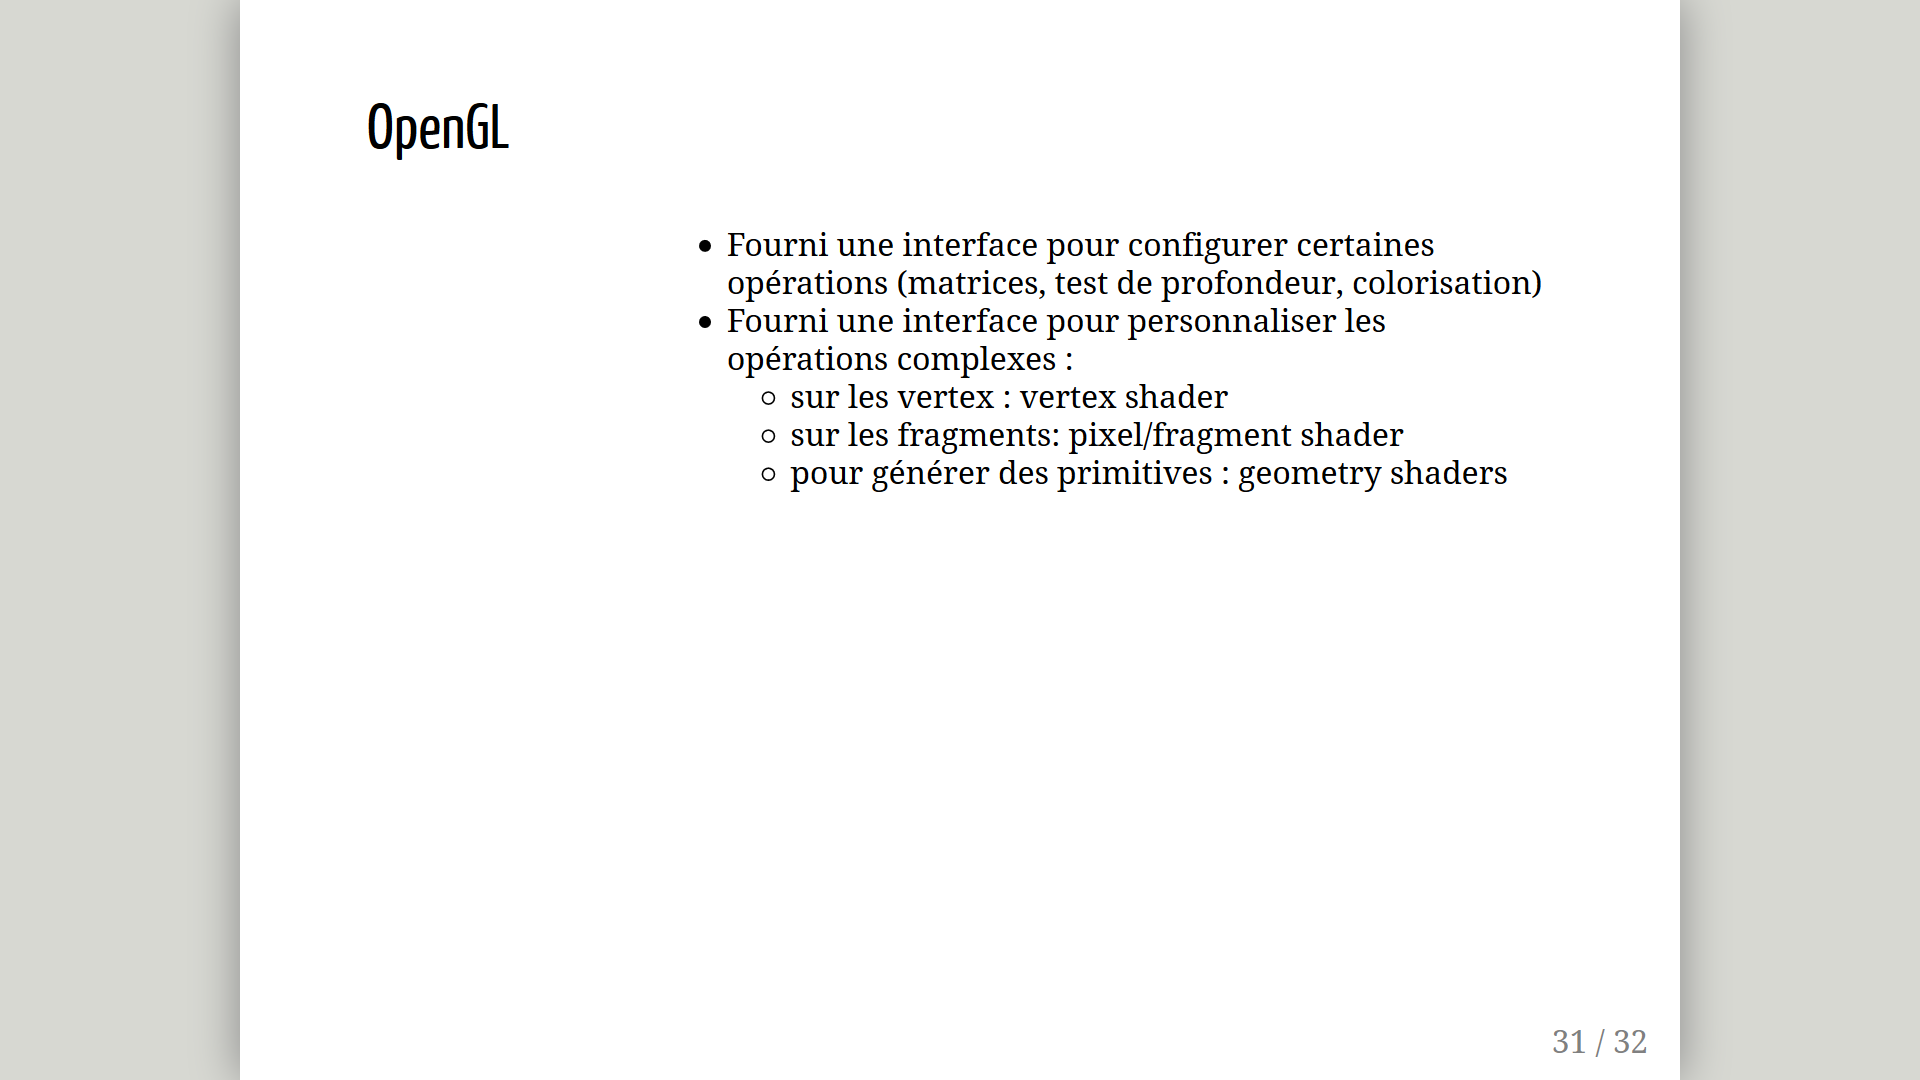 OpenGL
• Fourni une interface pour configurer certaines
opérations (matrices, test de profondeur, colorisation)
• Fourni une interface pour personnaliser les
opérations complexes :
○ sur les vertex : vertex shader
○ sur les fragments: pixel/fragment shader
○ pour générer des primitives : geometry shaders
31 / 32